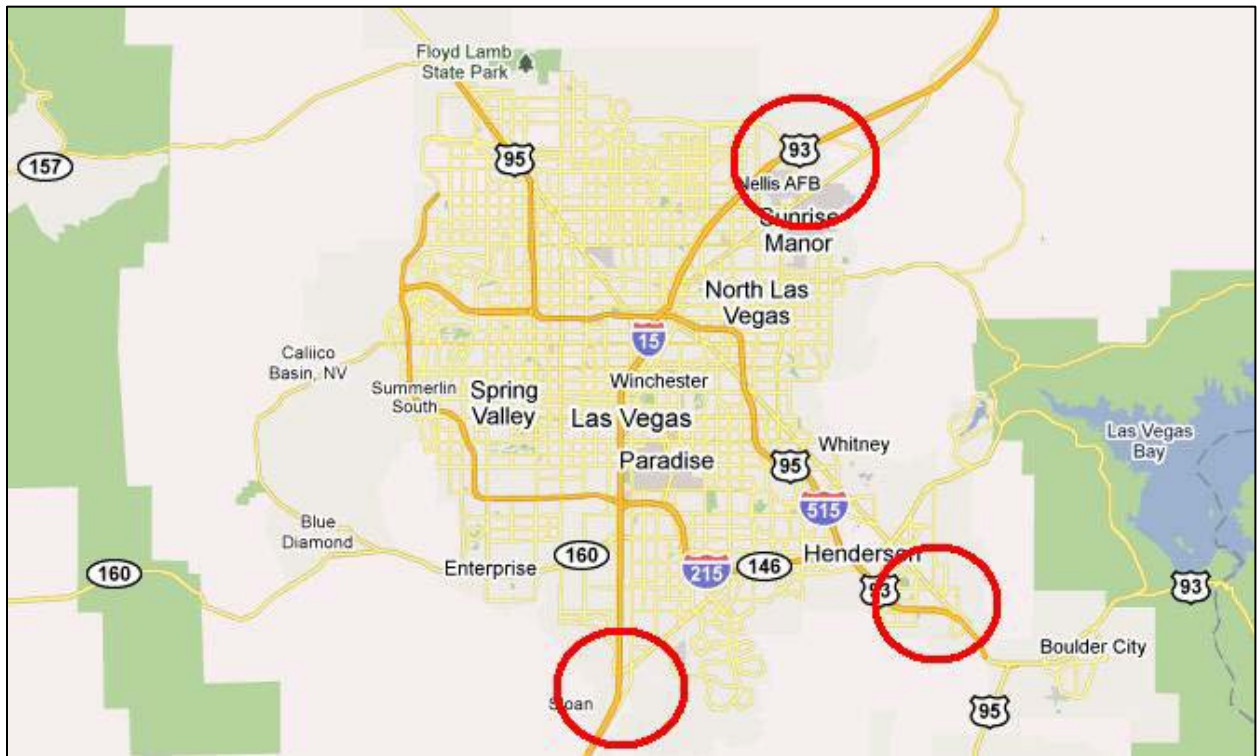 Floyd Lamb
State Park
157
95
93
Nellis AFB
Sunrise
Manor
North Las
Vegas
15
Caliico
Basin, NV
Summerlin
South
Spring
Valley
Winchester
Las Vegas
Paradise
Whitney
95
Las Vegas
Bay
515
Blue
Diamond
160
Enterprise
160
215
146
Henderson
93
93
Boulder City
95
Sloan